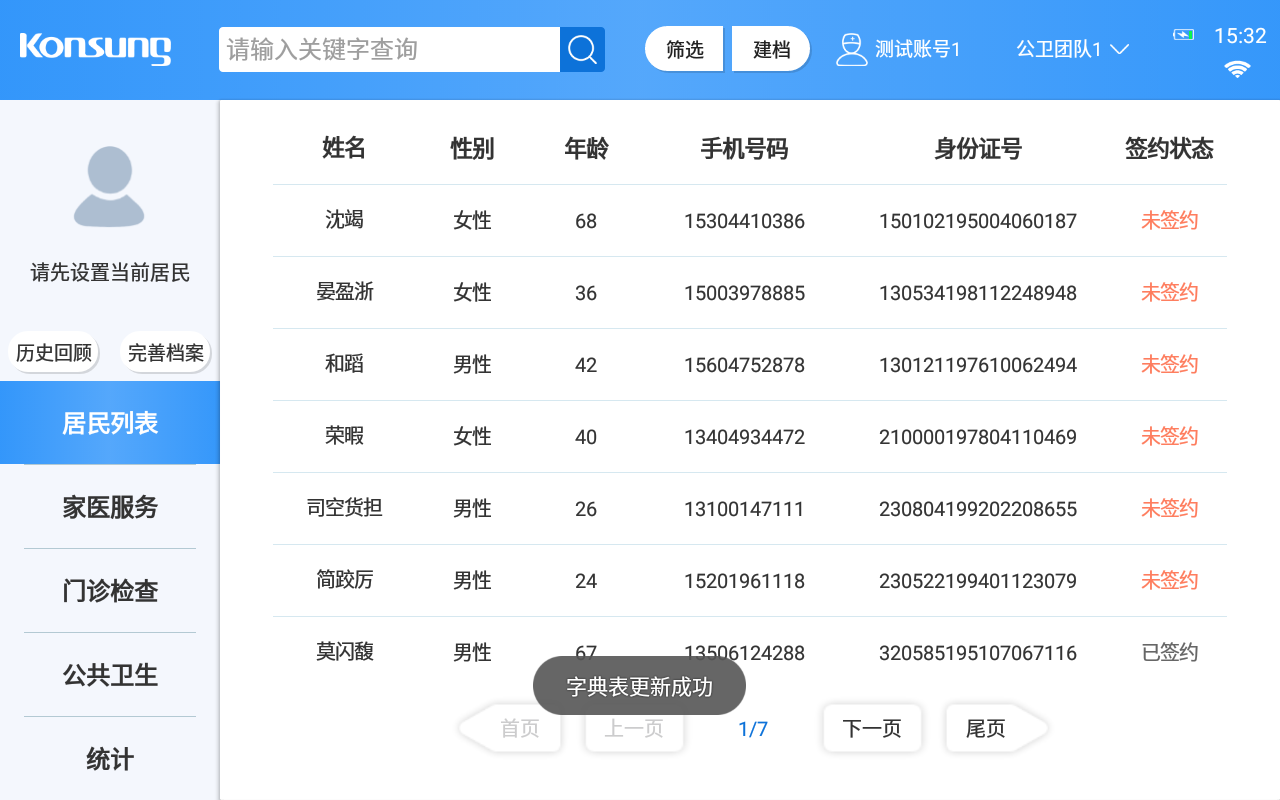 Konsung
请输入关键字查询
筛选
建档
测试账号1
公卫团队1
15:32
请先设置当前居民
历史回顾
完善档案
居民列表
家医服务
门诊检查
公共卫生
统计
姓名 性别 年龄 手机号码 身份证号 签约状态
沈竭 女性 68 15304410386 150102195004060187 未签约
晏盈浙 女性 36 15003978885 130534198112248948 未签约
和蹈 男性 42 15604752878 130121197610062494 未签约
荣暇 女性 40 13404934472 210000197804110469 未签约
司空货担 男性 26 13100147111 230804199202208655 未签约
简跤厉 男性 24 15201961118 230522199401123079 未签约
莫闪馥 男性 67 13506124288 320585195107067116 已签约
字典表更新成功
首页 上一页 1/7 下一页 尾页